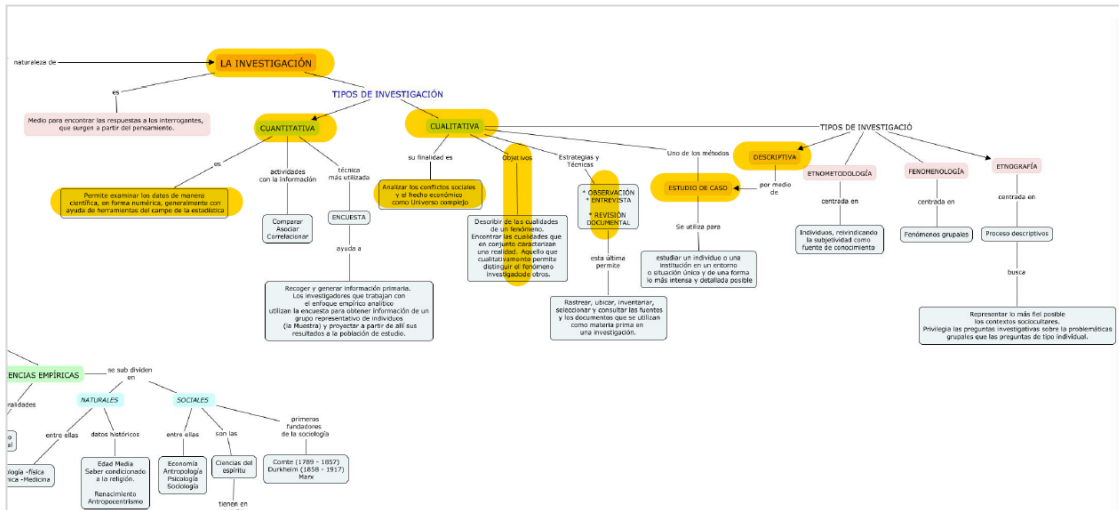 naturaleza de
LA INVESTIGACIÓN
es
Medio para encontrar las respuestas a los interrogantes,
que surgen a partir del pensamiento.
TIPOS DE INVESTIGACIÓN
CUANTITATIVA
es
Permite examinar los datos de manera
científica, en forma numérica, generalmente con
ayuda de herramientas del campo de la estadística
actividades
con la información
Comparar
Asociar
Correlacionar
técnica
más utilizada
ENCUESTA
ayuda a
Recoger y generar información primaria.
Los investigadores que trabajan con
el enfoque empírico analítico
utilizan la encuesta para obtener información de un
grupo representativo de individuos
(la Muestra) y proyectar a partir de allí sus
resultados a la población de estudio.
CUALITATIVA
su finalidad es
Analizar los conflictos sociales
y el hecho económico
como Universo complejo
Objetivos
Describir de las cualidades
de un fenómeno.
Encontrar las cualidades que
en conjunto caracterizan
una realidad. Aquello que
cualitativamente permite
distinguir el fenómeno
investigadode otros.
Estrategias y
Técnicas
* OBSERVACIÓN
* ENTREVISTA
* REVISIÓN
DOCUMENTAL
esta última
permite
Rastrear, ubicar, inventariar,
seleccionar y consultar las fuentes
y los documentos que se utilizan
como materia prima en
una investigación.
Uno de los métodos
ESTUDIO DE CASO
Se utiliza para
estudiar un individuo o una
institución en un entorno
o situación único y de una forma
lo más intensa y detallada posible
TIPOS DE INVESTIGACIÓ
DESCRIPTIVA
por medio
de
ETNOMETODOLOGÍA
centrada en
Individuos, reivindicando
la subjetividad como
fuente de conocimiento
FENOMENOLOGÍA
centrada en
Fenómenos grupales
ETNOGRAFÍA
centrada en
Proceso descriptivos
busca
Representar lo más fiel posible
los contextos socioculturales.
Privilegia las preguntas investigativas sobre la problemáticas
grupales que las preguntas de tipo individual.
ENCIAS EMPÍRICAS
se sub dividen
en
ralidades
NATURALES
entre ellas
ología -física
mica -Medicina
datos históricos
Edad Media
Saber condicionado
a la religión.
Renacimiento
Antropocentrismo
SOCIALES
entre ellas
Economía
Antropología
Psicología
Sociología
son las
Ciencias del
espíritu
tienen en
primeros
fundadores
de la sociología
Comte (1789 - 1857)
Durkheim (1858 - 1917)
Marx